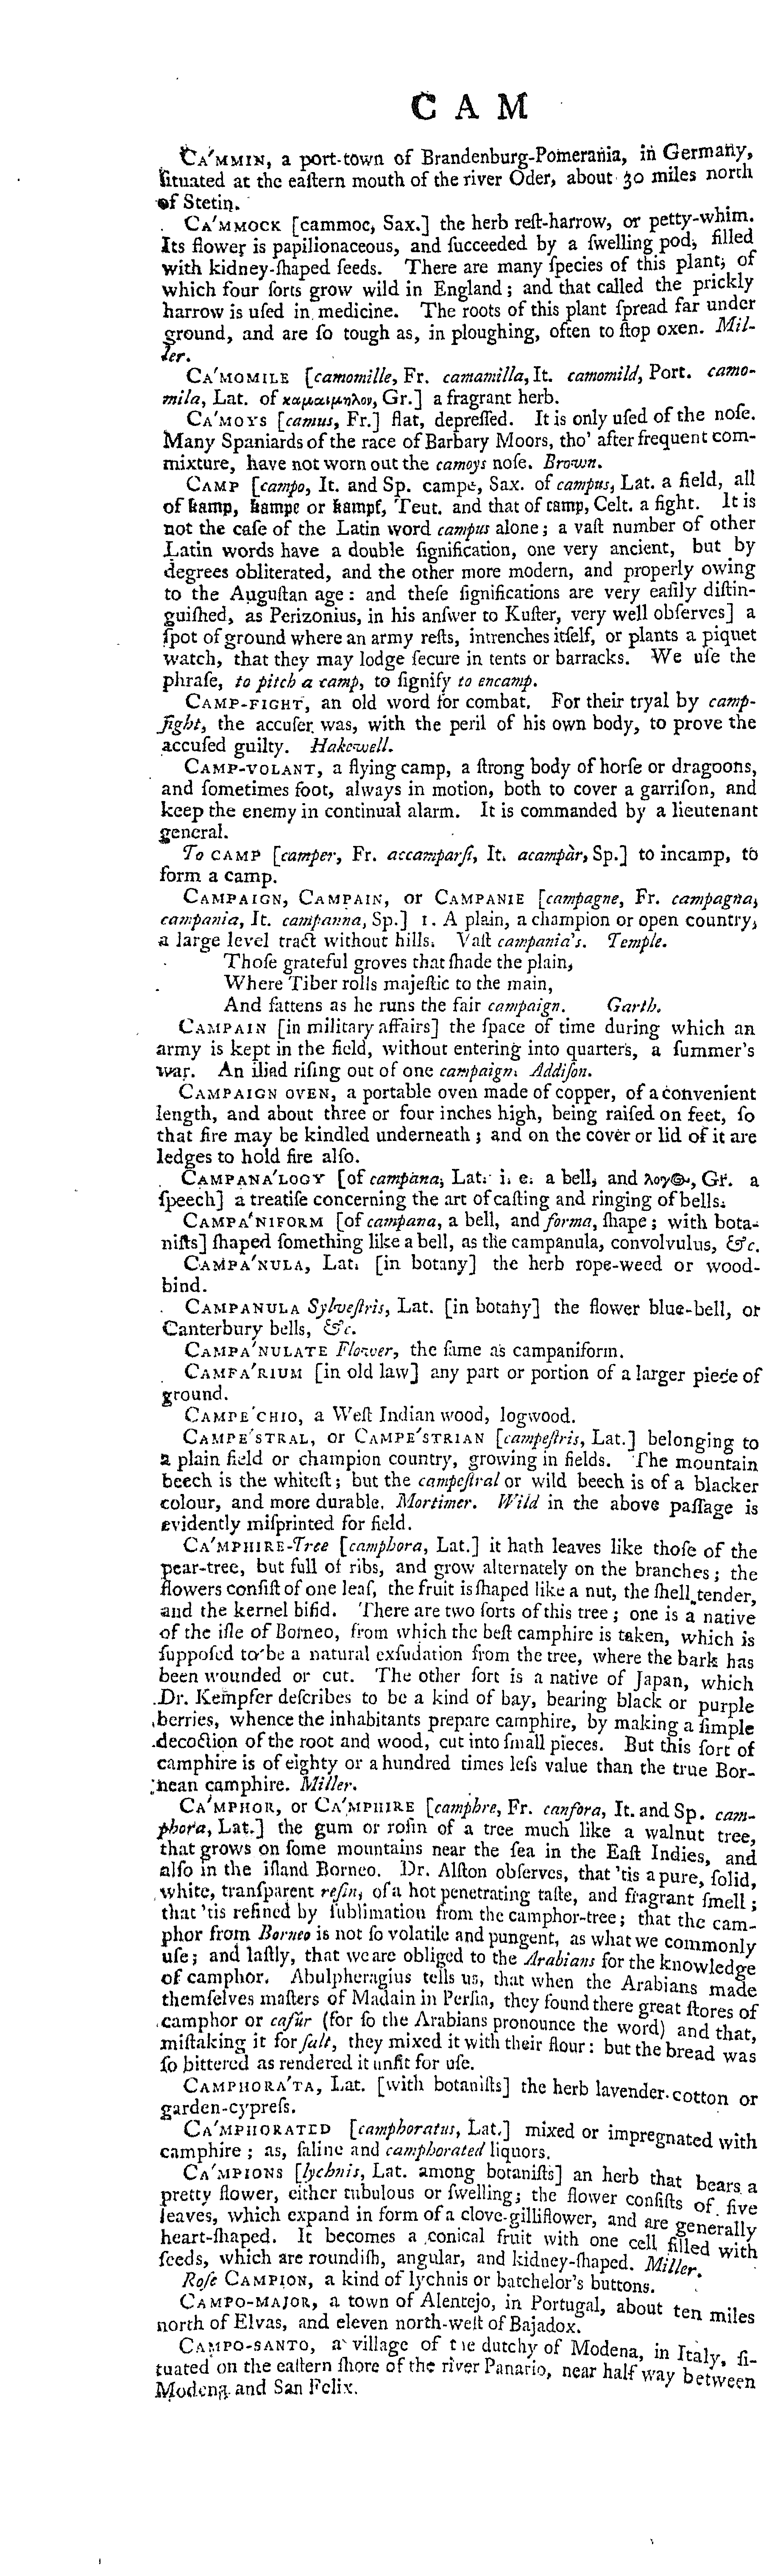 C A M
CA'MMIN, a port-town of Brandenburg-Pomerania, in Germany,
ſituated at the eaſtern mouth of the river Oder, about 30 miles north
of Stetin.
CA'MMOCK [cammoc, Sax.] the herb reſt-harrow, or petty-whim.
Its flower is papilionaceous, and ſucceeded by a ſwelling pod, filled
with kidney-ſhaped ſeeds. There are many ſpecies of this plant, of
which four ſorts grow wild in England; and that called the prickly
harrow is uſed in medicine. The roots of this plant ſpread far under
ground, and are ſo tough as, in ploughing, often to ſtop oxen. Mil-
ler.
CA'MOMILE [camomille, Fr. camamilla, It. camomild, Port. camo-
mila, Lat. of χαμαιμηλον, Gr.] a fragrant herb.
CA'MOYS [camus, Fr.] flat, depreſſed. It is only uſed of the noſe.
Many Spaniards of the race of Barbary Moors, tho' after frequent com-
mixture, have not worn out the camoys noſe. Brown.
CAMP [campo, It. and Sp. campe, Sax. of campus, Lat. a field, all
of kamp, kampe or kampf, Teut. and that of camp, Celt. a fight. It is
not the caſe of the Latin word campus alone; a vaſt number of other
Latin words have a double ſignification, one very ancient, but by
degrees obliterated, and the other more modern, and properly owing
to the Auguſtan age: and theſe ſignifications are very eaſily diſtin-
guiſhed, as Perizonius, in his anſwer to Kuſter, very well obſerves] a
ſpot of ground where an army reſts, intrenches itſelf, or plants a piquet
watch, that they may lodge ſecure in tents or barracks. We uſe the
phraſe, to pitch a camp, to ſignify to encamp.
CAMP-FIGHT, an old word for combat. For their tryal by camp-
fight, the accuſer was, with the peril of his own body, to prove the
accuſed guilty. Hakewell.
CAMP-VOLANT, a flying camp, a ſtrong body of horſe or dragoons,
and ſometimes foot, always in motion, both to cover a garriſon, and
keep the enemy in continual alarm. It is commanded by a lieutenant
general.
To CAMP [camper, Fr. accamparſi, It. acampàr, Sp.] to incamp, to
form a camp.
CAMPAIGN, CAMPAIN, or CAMPANIE [campagne, Fr. campagna,
campania, It. campanna, Sp.] 1. A plain, a champion or open country,
a large level tract without hills. Vaſt campania's. Temple.
Thoſe grateful groves that ſhade the plain,
Where Tiber rolls majeſtic to the main,
And fattens as he runs the fair campaign. Garth.
CAMPAIN [in military affairs] the ſpace of time during which an
army is kept in the field, without entering into quarters, a ſummer's
war. An iliad riſing out of one campaign. Addiſon.
CAMPAIGN OVEN, a portable oven made of copper, of a convenient
length, and about three or four inches high, being raiſed on feet, ſo
that fire may be kindled underneath; and on the cover or lid of it are
ledges to hold fire alſo.
CAMPANA'LOGY [of campana, Lat. i. e. a bell, and λογ&, Gr. a
ſpeech] a treatiſe concerning the art of caſting and ringing of bells.
CAMPA'NIFORM [of campana, a bell, and forma, ſhape; with bota-
niſts] ſhaped ſomething like a bell, as the campanula, convolvulus, &c.
CAMPA'NULA, Lat. [in botany] the herb rope-weed or wood-
bind.
CAMPANULA Sylveſtris, Lat. [in botany] the flower blue-bell, or
Canterbury bells, &c.
CAMPA'NULATE Flower, the ſame as campaniform.
CAMPA'RIUM [in old law] any part or portion of a larger piece of
ground.
CAMPE'CHIO, a Weſt Indian wood, logwood.
CAMPE'STRAL, or CAMPE'STRIAN [campeſtris, Lat.] belonging to
a plain field or champion country, growing in fields. The mountain
beech is the whiteſt; but the campeſtral or wild beech is of a blacker
colour, and more durable. Mortimer. Wild in the above paſſage is
evidently miſprinted for field.
CA'MPHIRE-Tree [camphora, Lat.] it hath leaves like thoſe of the
pear-tree, but full of ribs, and grow alternately on the branches; the
flowers conſiſt of one leaf, the fruit is ſhaped like a nut, the ſhell tender,
and the kernel bifid. There are two ſorts of this tree; one is a native
of the iſle of Borneo, from which the beſt camphire is taken, which is
ſuppoſed to be a natural exſudation from the tree, where the bark has
been wounded or cut. The other ſort is a native of Japan, which
Dr. Kempfer deſcribes to be a kind of bay, bearing black or purple
berries, whence the inhabitants prepare camphire, by making a ſimple
decoction of the root and wood, cut into ſmall pieces. But this ſort of
camphire is of eighty or a hundred times leſs value than the true Bor-
nean camphire. Miller.
CA'MPHOR, or CA'MPHIRE [camphre, Fr. canfora, It. and Sp. cam-
phora, Lat.] the gum or roſin of a tree much like a walnut tree,
that grows on ſome mountains near the ſea in the Eaſt Indies, and
alſo in the iſland Borneo. Dr. Alſton obſerves, that 'tis a pure, ſolid,
white, tranſparent reſin, of a hot penetrating taſte, and fragrant ſmell;
that 'tis refined by ſublimation from the camphor-tree; that the cam-
phor from Borneo is not ſo volatile and pungent, as what we commonly
uſe; and laſtly, that we are obliged to the Arabians for the knowledge
of camphor. Abulpheragius tells us, that when the Arabians made
themſelves maſters of Madain in Perſia, they found there great ſtores of
camphor or cafûr (for ſo the Arabians pronounce the word) and that,
miſtaking it for ſalt, they mixed it with their flour: but the bread was
ſo bittered as rendered it unfit for uſe.
CAMPHORA'TA, Lat. [with botaniſts] the herb lavender-cotton or
garden-cypreſs.
CA'MPHORATED [camphoratus, Lat.] mixed or impregnated with
camphire; as, ſaline and camphorated liquors.
CA'MPIONS [lychnis, Lat. among botaniſts] an herb that bears a
pretty flower, either tubulous or ſwelling; the flower conſiſts of five
leaves, which expand in form of a clove-gilliflower, and are generally
heart-ſhaped. It becomes a conical fruit with one cell filled with
ſeeds, which are roundiſh, angular, and kidney-ſhaped. Miller.
Roſe CAMPION, a kind of lychnis or batchelor's buttons.
CAMPO-MAJOR, a town of Alentejo, in Portugal, about ten miles
north of Elvas, and eleven north-weſt of Bajadox.
CAMPO-SANTO, a village of the dutchy of Modena, in Italy, ſi-
tuated on the eaſtern ſhore of the river Panario, near half way between
Modena and San Felix.